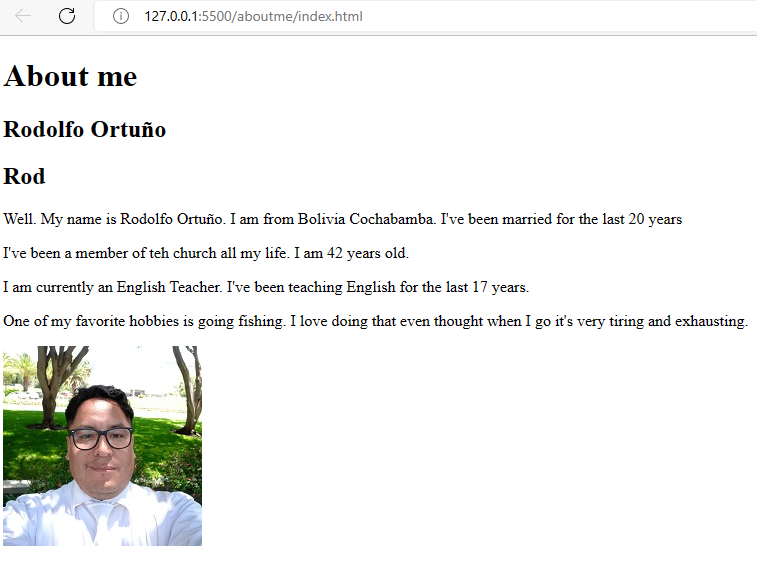 127.0.0.1:5500/aboutme/index.html
About me
Rodolfo Ortuño
Rod
Well. My name is Rodolfo Ortuño. I am from Bolivia Cochabamba. I've been married for the last 20 years
I've been a member of teh church all my life. I am 42 years old.
I am currently an English Teacher. I've been teaching English for the last 17 years.
One of my favorite hobbies is going fishing. I love doing that even thought when I go it's very tiring and exhausting.